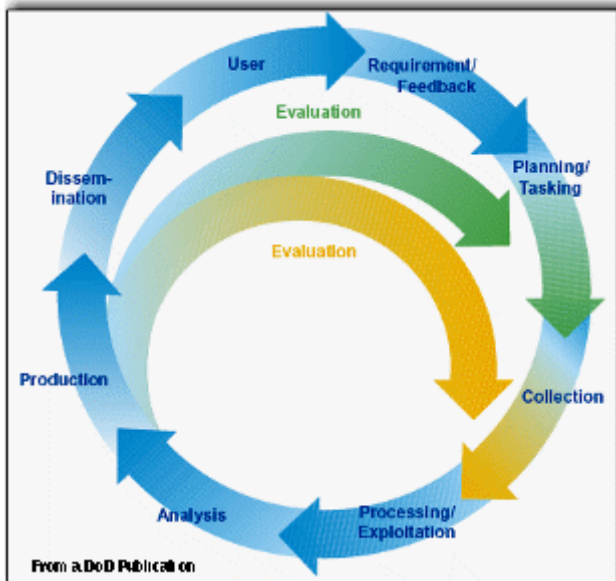 User
Requirement/
Feedback
Evaluation
Planning/
Tasking
Dissem-
ination
Evaluation
Production
Collection
Analysis
Processing/
Exploitation
From a DoD Publication